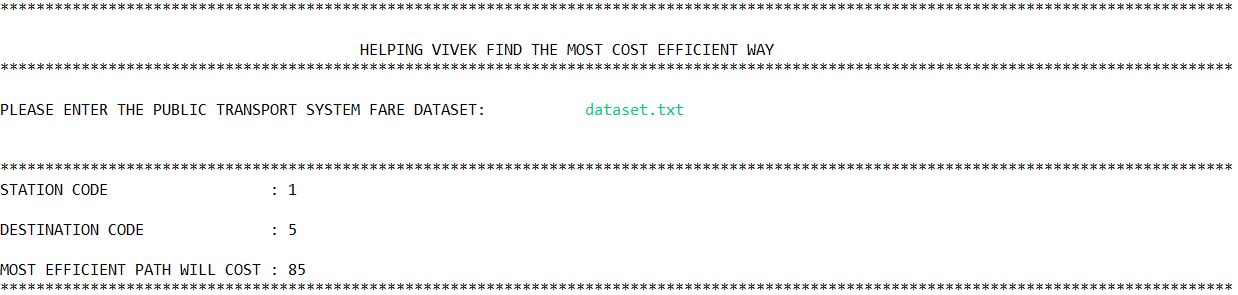 *****************************************************************************************************************************************
HELPING VIVEK FIND THE MOST COST EFFICIENT WAY
*****************************************************************************************************************************************
PLEASE ENTER THE PUBLIC TRANSPORT SYSTEM FARE DATASET: dataset.txt
*****************************************************************************************************************************************
STATION CODE : 1
DESTINATION CODE : 5
MOST EFFICIENT PATH WILL COST : 85
*****************************************************************************************************************************************